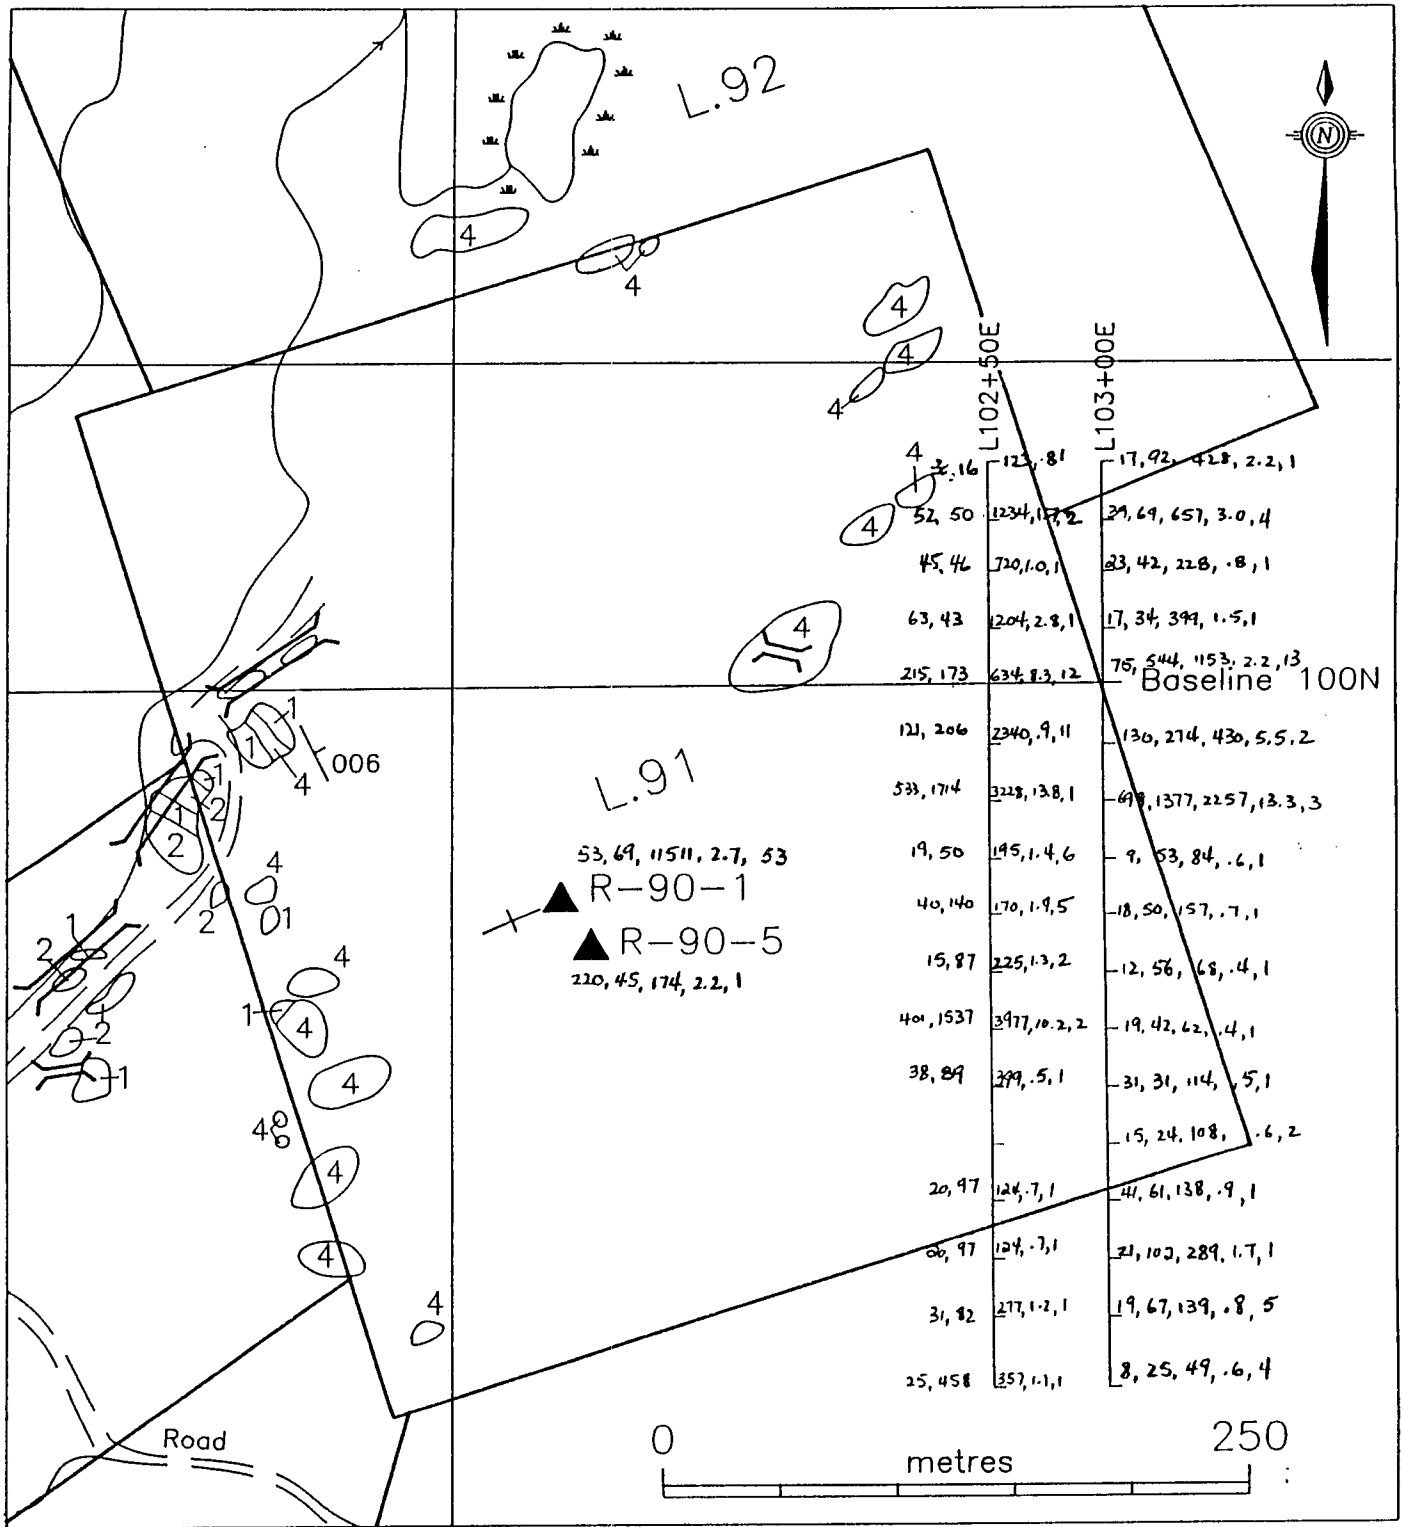 L.92
N
4
4
4
4
4
L102+50E
L103+00E
4
16
123, .81
17, 92, 428, 2.2, 1
4
52, 50
1234,
2
39, 69, 657, 3.0, 4
45, 46
720, 1.0, 1
23, 42, 228, .8, 1
63, 43
1204, 2.8, 1
17, 34, 399, 1.5, 1
4
215, 173
634, 8.3, 12
75, 544, 1153, 2.2, 13
Baseline 100N
1
1
4
006
121, 206
2340, .9, 11
130, 274, 430, 5.5, 2
L.91
1
2
1
2
533, 1714
3228, 13.8, 1
1377, 2257, 13.3, 3
53, 69, 11511, 2.7, 53
19, 50
195, 1.4, 6
9, 53, 84, .6, 1
R-90-1
4
2
1
40, 140
170, 1.9, 5
18, 50, 157, .7, 1
1
2
R-90-5
220, 45, 174, 2.2, 1
4
15, 87
225, 1.3, 2
12, 56, 68, .4, 1
1
1
4
401, 1537
3977, 10.2, 2
19, 42, 62, .4, 1
2
1
4
38, 89
399, .5, 1
31, 31, 114, .5, 1
4
15, 24, 108, .6, 2
4
20, 97
124, .7, 1
41, 61, 138, .9, 1
4
20, 97
124, .7, 1
21, 102, 289, 1.7, 1
4
31, 82
277, 1.2, 1
19, 67, 139, .8, 5
25, 458
357, 1.1, 1
8, 25, 49, .6, 4
Road
0
250
metres